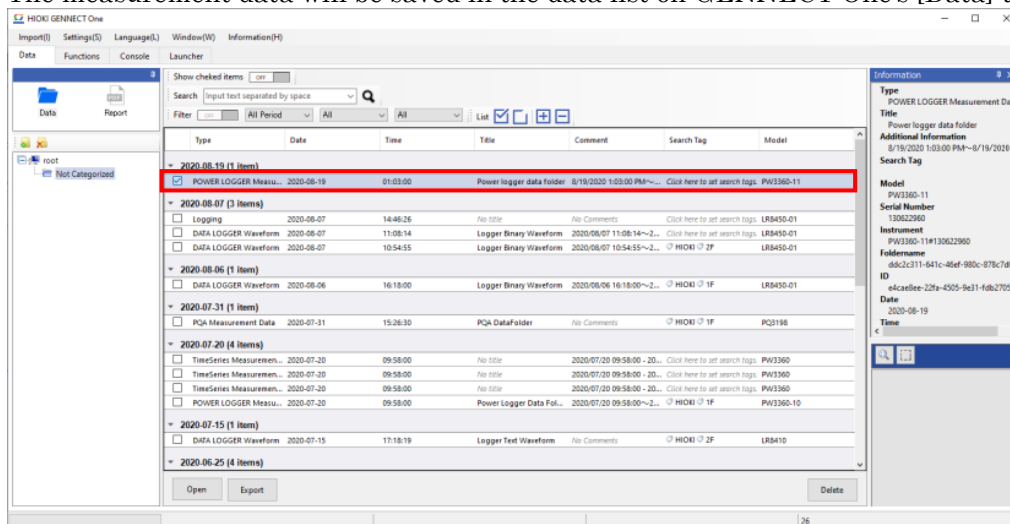 The measurement data will be saved in the data list on GENNECT One's [Data] t
HIOKI GENNECT One
Import(I) Settings(S) Language(L) Window(W) Information(H)
Data Functions Console Launcher
Data Report
root
Not Categorized
Show cheked items OFF
Search Input text separated by space
Filter OFF All Period All All List
Type Date Time Title Comment Search Tag Model
2020-08-19 (1 item)
POWER LOGGER Measu... 2020-08-19 01:03:00 Power logger data folder 8/19/2020 1:03:00 PM~... Click here to set search tags. PW3360-11
2020-08-07 (3 items)
Logging 2020-08-07 14:46:26 No title No Comments Click here to set search tags. LR8450-01
DATA LOGGER Waveform 2020-08-07 11:08:14 Logger Binary Waveform 2020/08/07 11:08:14~2... Click here to set search tags. LR8450-01
DATA LOGGER Waveform 2020-08-07 10:54:55 Logger Binary Waveform 2020/08/07 10:54:55~2... HIOKI 2F LR8450-01
2020-08-06 (1 item)
DATA LOGGER Waveform 2020-08-06 16:18:00 Logger Binary Waveform 2020/08/06 16:18:00~2... HIOKI 1F LR8450-01
2020-07-31 (1 item)
PQA Measurement Data 2020-07-31 15:26:30 PQA DataFolder No Comments HIOKI 1F PQ3198
2020-07-20 (4 items)
TimeSeries Measuremen... 2020-07-20 09:58:00 No title 2020/07/20 09:58:00 - 20... Click here to set search tags. PW3360
TimeSeries Measuremen... 2020-07-20 09:58:00 No title 2020/07/20 09:58:00 - 20... Click here to set search tags. PW3360
TimeSeries Measuremen... 2020-07-20 09:58:00 No title 2020/07/20 09:58:00 - 20... Click here to set search tags. PW3360
POWER LOGGER Measu... 2020-07-20 09:58:00 Power Logger Data Fol... 2020/07/20 09:58:00~2... HIOKI 1F PW3360-10
2020-07-15 (1 item)
DATA LOGGER Waveform 2020-07-15 17:18:19 Logger Text Waveform No Comments HIOKI 2F LR8410
2020-06-25 (4 items)
Open Export Delete
Information
Type
POWER LOGGER Measurement Da
Title
Power logger data folder
Additional Information
8/19/2020 1:03:00 PM~8/19/2020
Search Tag
Model
PW3360-11
Serial Number
130622960
Instrument
PW3360-11#130622960
Foldername
ddc2c311-641c-46ef-980c-878c7d
ID
e4cae8ee-22fa-4505-9e31-fdb2705
Date
2020-08-19
Time
26